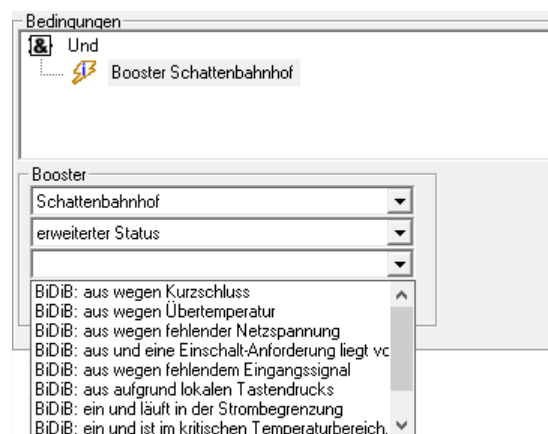 Bedingungen
& Und
Booster Schattenbahnhof
Booster
Schattenbahnhof
erweiterter Status
BiDiB: aus wegen Kurzschluss
BiDiB: aus wegen Übertemperatur
BiDiB: aus wegen fehlender Netzspannung
BiDiB: aus und eine Einschalt-Anforderung liegt vc
BiDiB: aus wegen fehlendem Eingangssignal
BiDiB: aus aufgrund lokalen Tastendrucks
BiDiB: ein und läuft in der Strombegrenzung
BiDiB: ein und ist im kritischen Temperaturbereich,